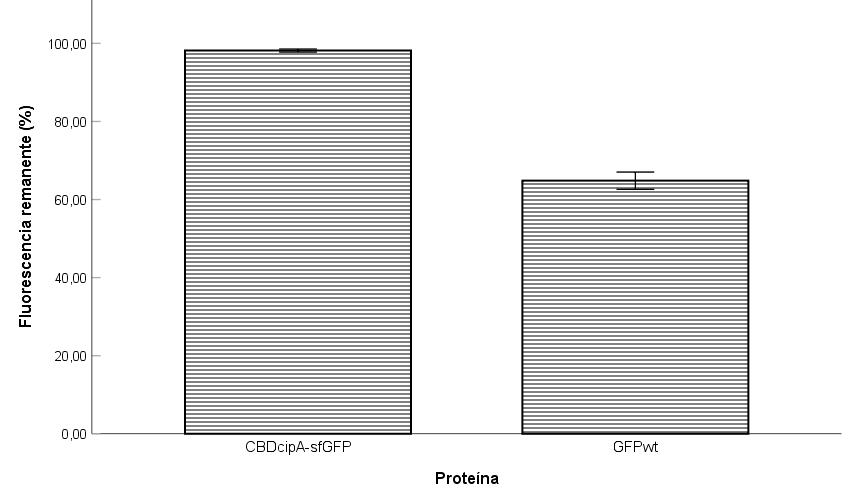 Fluorescencia remanente (%)
100,00
80,00
60,00
40,00
20,00
0,00
CBDcipA-sfGFP
GFPwt
Proteína